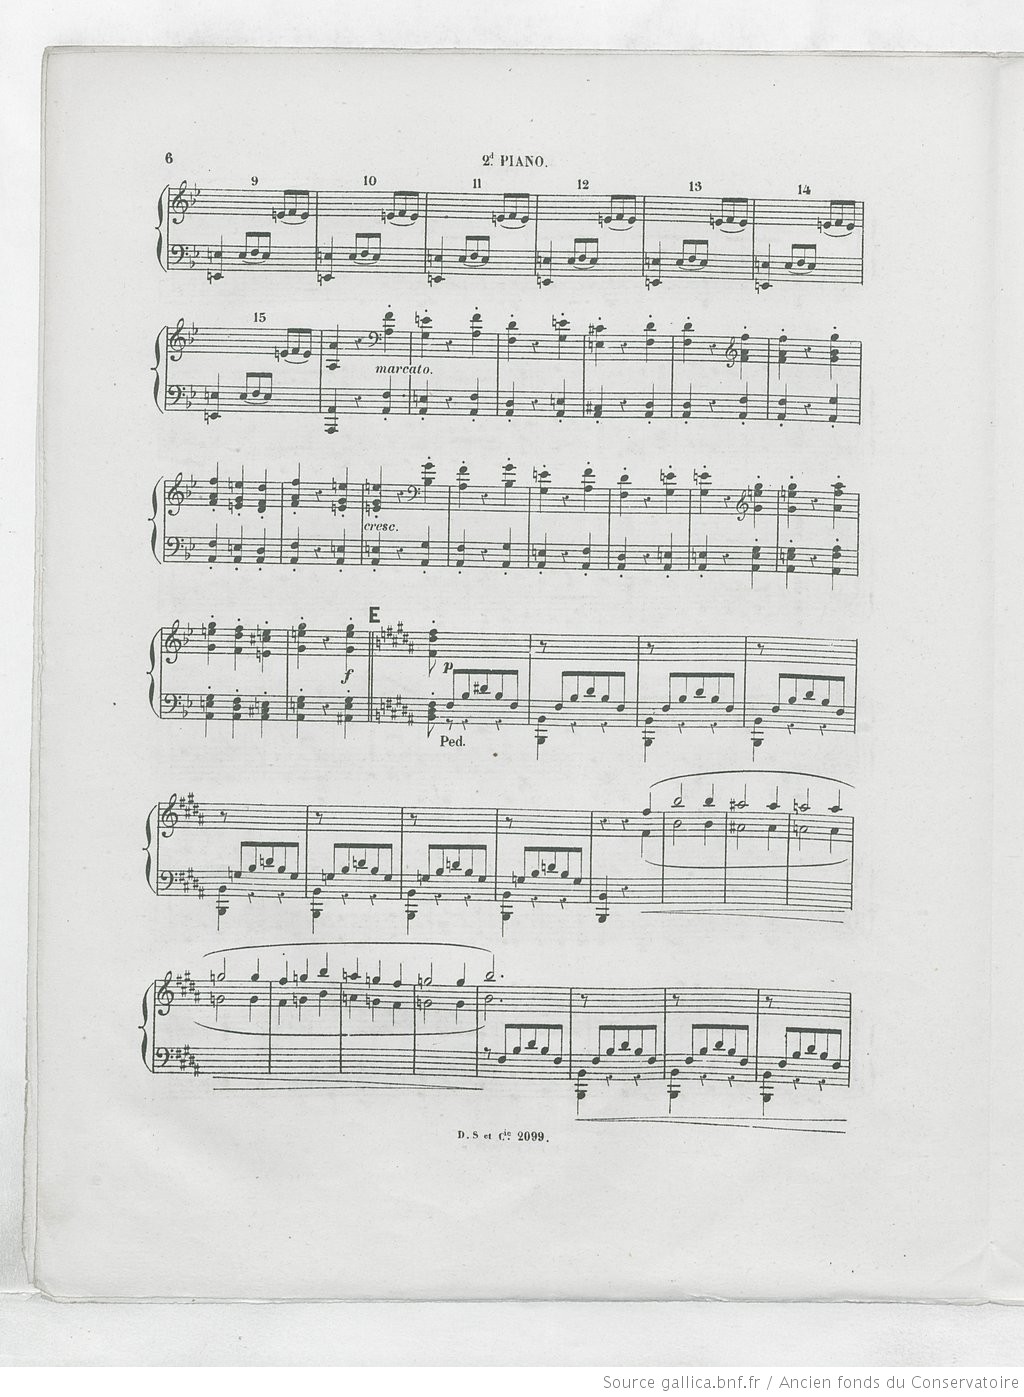 6
2.d PIANO.
9 10 11 12 13 14
15
marcato.
cresc.
E
f
p
Ped.
D. S et Cie. 2099.
Source gallica.bnf.fr / Ancien fonds du Conservatoire